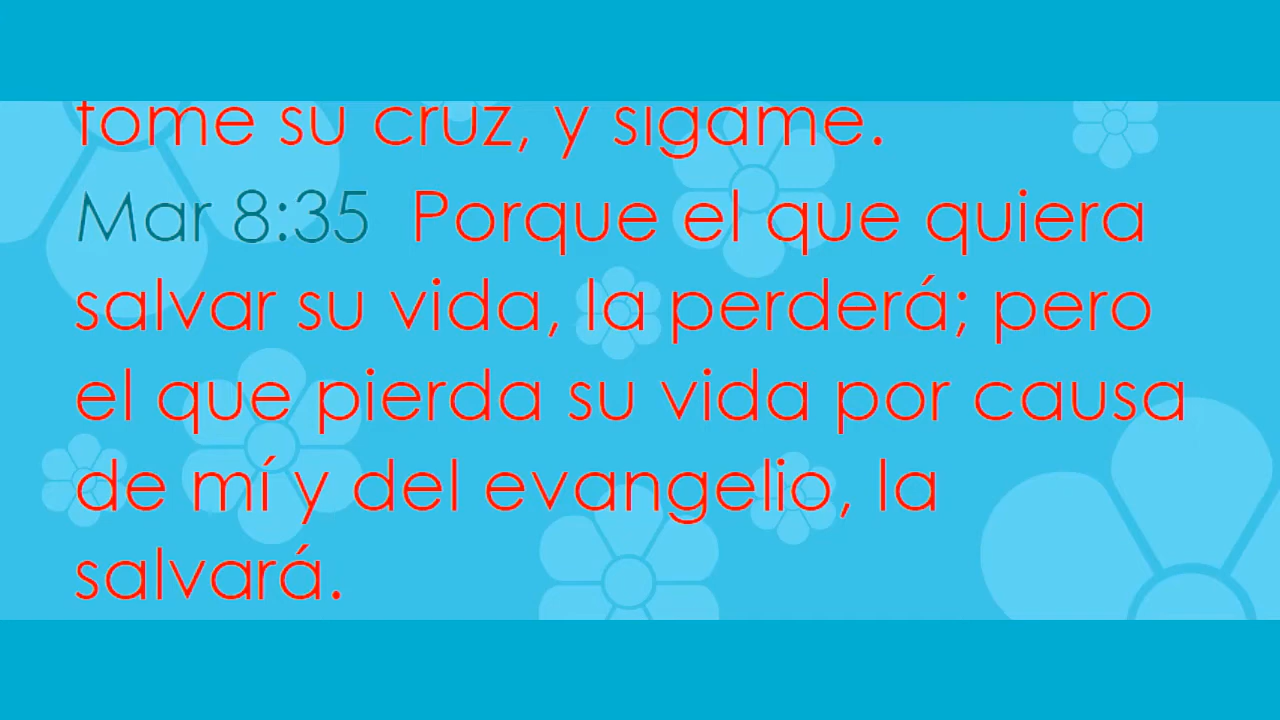 tome su cruz, y sígame.
Mar 8:35 Porque el que quiera
salvar su vida, la perderá; pero
el que pierda su vida por causa
de mí y del evangelio, la
salvará.